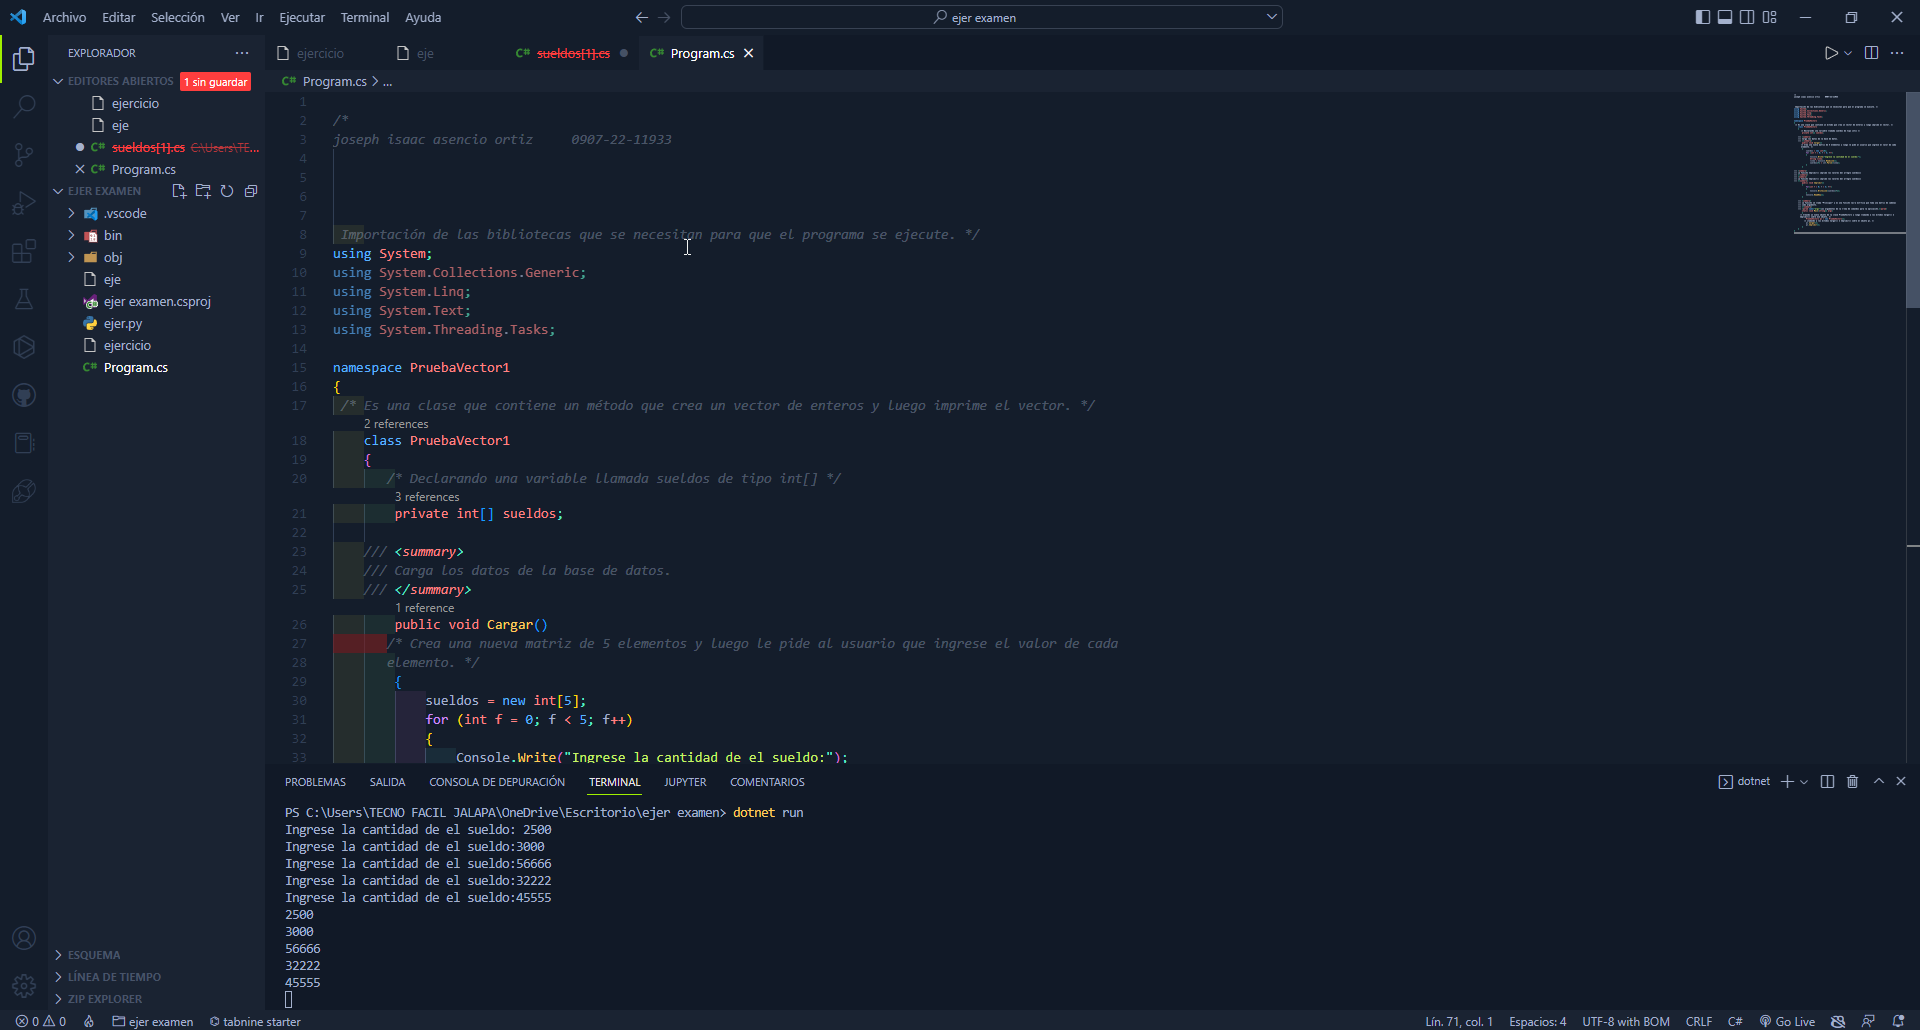 Archivo Editar Selección Ver Ir Ejecutar Terminal Ayuda
ejer examen
EXPLORADOR
EDITORES ABIERTOS 1 sin guardar
ejercicio
eje
sueldos[1].cs C:\Users\TE...
Program.cs
EJER EXAMEN
.vscode
bin
obj
eje
ejer examen.csproj
ejer.py
ejercicio
Program.cs
ESQUEMA
LÍNEA DE TIEMPO
ZIP EXPLORER
ejercicio eje C# sueldos[1].cs C# Program.cs
C# Program.cs > ...
1
2 /*
3 joseph isaac asencio ortiz 0907-22-11933
4
5
6
7
8 Importación de las bibliotecas que se necesitan para que el programa se ejecute. */
9 using System;
10 using System.Collections.Generic;
11 using System.Linq;
12 using System.Text;
13 using System.Threading.Tasks;
14
15 namespace PruebaVector1
16 {
17 /* Es una clase que contiene un método que crea un vector de enteros y luego imprime el vector. */
2 references
18 class PruebaVector1
19 {
20 /* Declarando una variable llamada sueldos de tipo int[] */
3 references
21 private int[] sueldos;
22
23 /// <summary>
24 /// Carga los datos de la base de datos.
25 /// </summary>
1 reference
26 public void Cargar()
27 /* Crea una nueva matriz de 5 elementos y luego le pide al usuario que ingrese el valor de cada
28 elemento. */
29 {
30 sueldos = new int[5];
31 for (int f = 0; f < 5; f++)
32 {
33 Console.Write("Ingrese la cantidad de el sueldo:");
PROBLEMAS SALIDA CONSOLA DE DEPURACIÓN TERMINAL JUPYTER COMENTARIOS
dotnet
PS C:\Users\TECNO FACIL JALAPA\OneDrive\Escritorio\ejer examen> dotnet run
Ingrese la cantidad de el sueldo: 2500
Ingrese la cantidad de el sueldo:3000
Ingrese la cantidad de el sueldo:56666
Ingrese la cantidad de el sueldo:32222
Ingrese la cantidad de el sueldo:45555
2500
3000
56666
32222
45555
0 0 ejer examen tabnine starter
Lín. 71, col. 1 Espacios: 4 UTF-8 with BOM CRLF C# Go Live